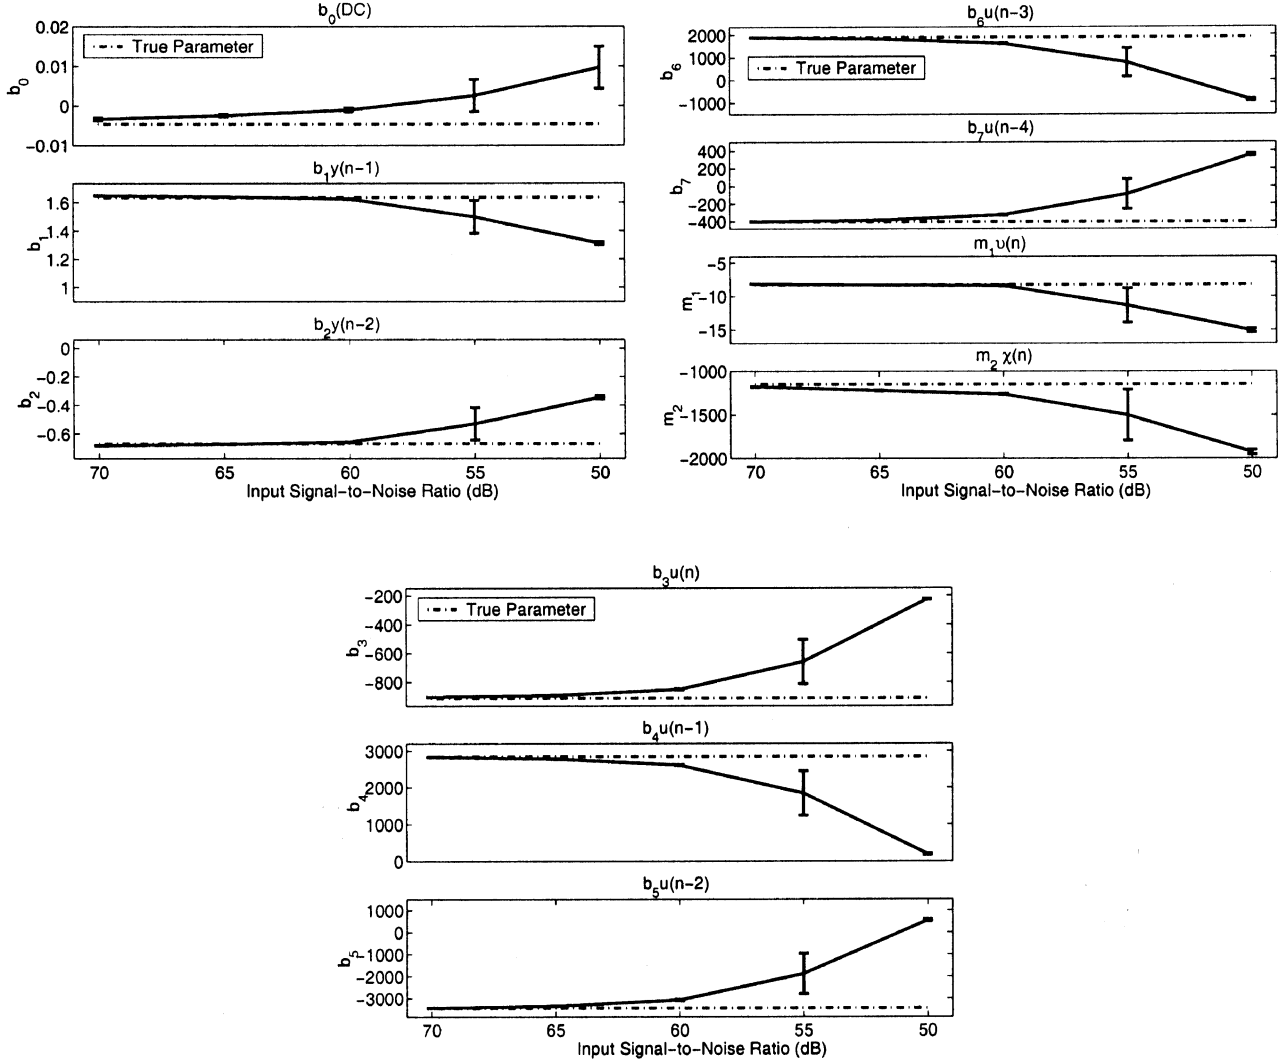 b0(DC)
0.02
0.01
0
−0.01
b0
True Parameter
b1y(n−1)
1.6
1.4
1.2
1
b1
b2y(n−2)
0
−0.2
−0.4
−0.6
b2
70 65 60 55 50
Input Signal−to−Noise Ratio (dB)
b6u(n−3)
2000
1000
0
−1000
b6
True Parameter
b7u(n−4)
400
200
0
−200
−400
b7
m1υ(n)
−5
−10
−15
m1
m2 χ(n)
−1000
−1500
−2000
m2
70 65 60 55 50
Input Signal−to−Noise Ratio (dB)
b3u(n)
−200
−400
−600
−800
b3
True Parameter
b4u(n−1)
3000
2000
1000
0
b4
b5u(n−2)
1000
0
−1000
−2000
−3000
b5
70 65 60 55 50
Input Signal−to−Noise Ratio (dB)